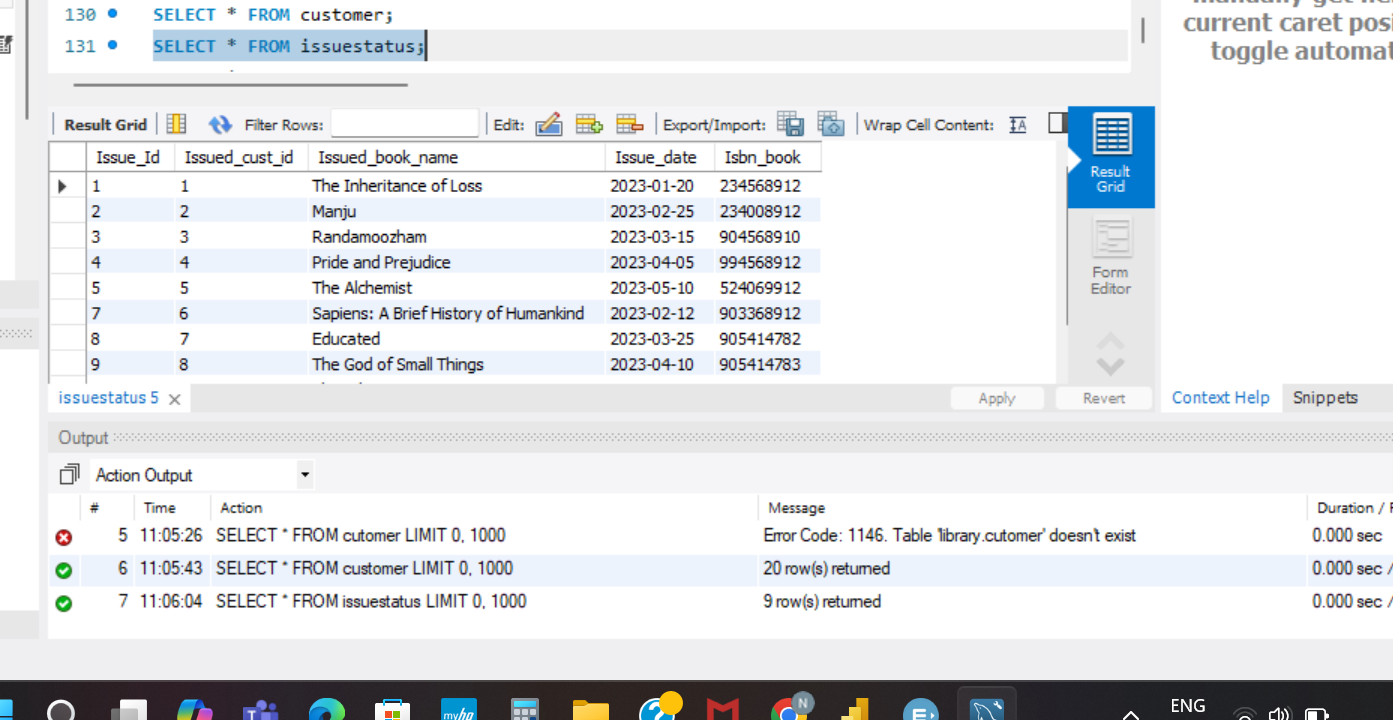 130 SELECT * FROM customer;
131 SELECT * FROM issuestatus;
current caret posi
toggle automat
Result Grid Filter Rows: Edit: Export/Import: Wrap Cell Content: IA
Issue_Id Issued_cust_id Issued_book_name Issue_date Isbn_book
1 1 The Inheritance of Loss 2023-01-20 234568912
2 2 Manju 2023-02-25 234008912
3 3 Randamoozham 2023-03-15 904568910
4 4 Pride and Prejudice 2023-04-05 994568912
5 5 The Alchemist 2023-05-10 524069912
7 6 Sapiens: A Brief History of Humankind 2023-02-12 903368912
8 7 Educated 2023-03-25 905414782
9 8 The God of Small Things 2023-04-10 905414783
Result
Grid
Form
Editor
issuestatus 5 Apply Revert Context Help Snippets
Output
Action Output
# Time Action Message Duration / F
5 11:05:26 SELECT * FROM cutomer LIMIT 0, 1000 Error Code: 1146. Table 'library.cutomer' doesn't exist 0.000 sec
6 11:05:43 SELECT * FROM customer LIMIT 0, 1000 20 row(s) returned 0.000 sec /
7 11:06:04 SELECT * FROM issuestatus LIMIT 0, 1000 9 row(s) returned 0.000 sec /
myhp N ENG